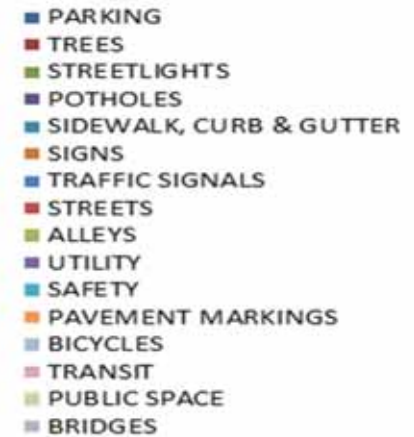 PARKING
TREES
STREETLIGHTS
POTHOLES
SIDEWALK, CURB & GUTTER
SIGNS
TRAFFIC SIGNALS
STREETS
ALLEYS
UTILITY
SAFETY
PAVEMENT MARKINGS
BICYCLES
TRANSIT
PUBLIC SPACE
BRIDGES